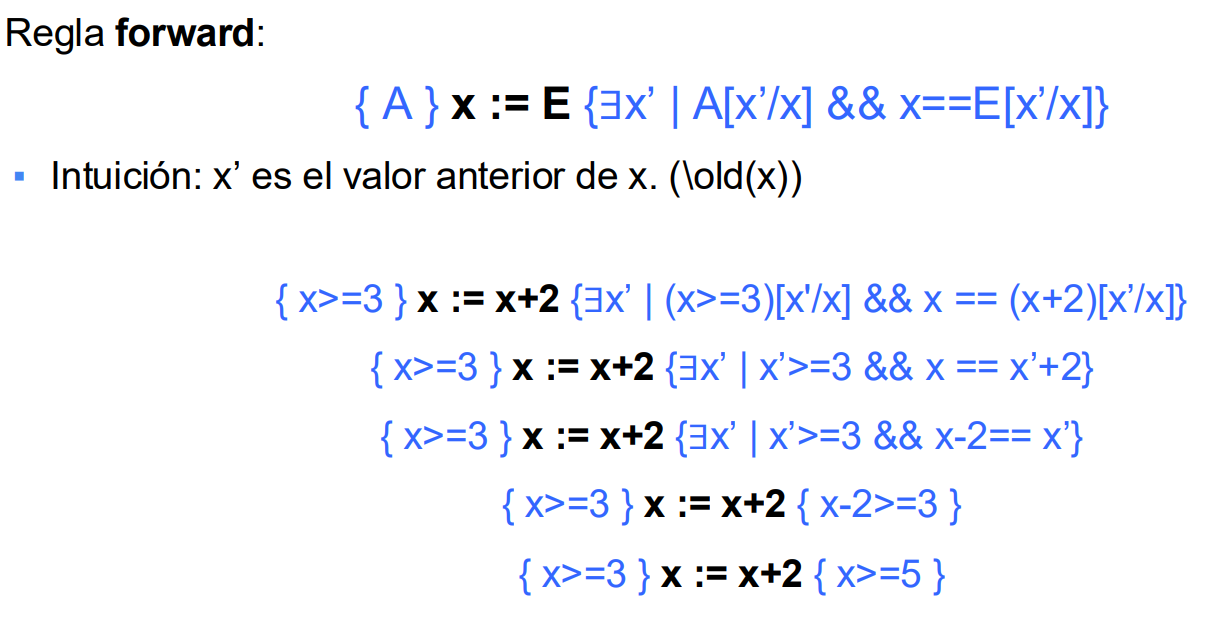 Regla forward:
{ A } x := E {∃x’ | A[x’/x] && x==E[x’/x]}
▪ Intuición: x’ es el valor anterior de x. (\old(x))
{ x>=3 } x := x+2 {∃x’ | (x>=3)[x'/x] && x == (x+2)[x’/x]}
{ x>=3 } x := x+2 {∃x’ | x’>=3 && x == x’+2}
{ x>=3 } x := x+2 {∃x’ | x’>=3 && x-2== x’}
{ x>=3 } x := x+2 { x-2>=3 }
{ x>=3 } x := x+2 { x>=5 }